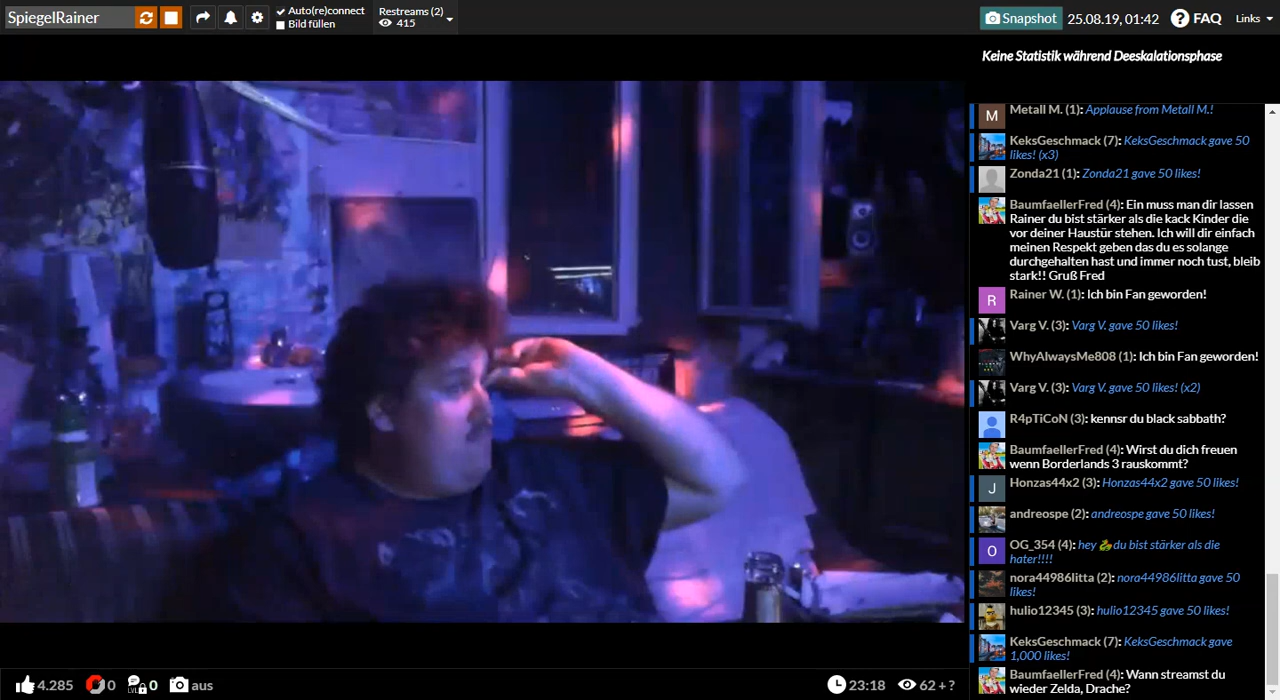 SpiegelRainer
Auto(re)connect
Bild füllen
Restreams (2)
415
Snapshot
25.08.19, 01:42
FAQ
Links
Keine Statistik während Deeskalationsphase
M
Metall M. (1): Applause from Metall M.!
KeksGeschmack (7): KeksGeschmack gave 50
likes! (x3)
Zonda21 (1): Zonda21 gave 50 likes!
BaumfaellerFred (4): Ein muss man dir lassen
Rainer du bist stärker als die kack Kinder die
vor deiner Haustür stehen. Ich will dir einfach
meinen Respekt geben das du es solange
durchgehalten hast und immer noch tust, bleib
stark!! Gruß Fred
R
Rainer W. (1): Ich bin Fan geworden!
Varg V. (3): Varg V. gave 50 likes!
WhyAlwaysMe808 (1): Ich bin Fan geworden!
Varg V. (3): Varg V. gave 50 likes! (x2)
R4pTiCoN (3): kennsr du black sabbath?
BaumfaellerFred (4): Wirst du dich freuen
wenn Borderlands 3 rauskommt?
J
Honzas44x2 (3): Honzas44x2 gave 50 likes!
andreospe (2): andreospe gave 50 likes!
O
OG_354 (4): hey 🐉du bist stärker als die
hater!!!!
nora44986litta (2): nora44986litta gave 50
likes!
hulio12345 (3): hulio12345 gave 50 likes!
KeksGeschmack (7): KeksGeschmack gave
1,000 likes!
BaumfaellerFred (4): Wann streamst du
wieder Zelda, Drache?
4.285
0
LVL
0
aus
23:18
62 + ?